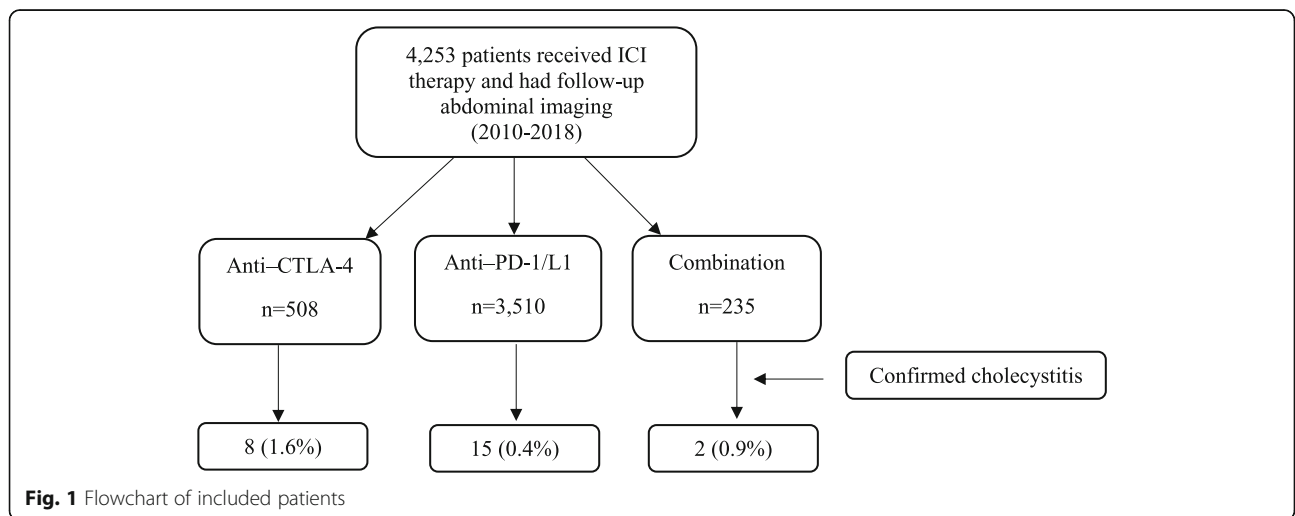 4,253 patients received ICI
therapy and had follow-up
abdominal imaging
(2010-2018)
Anti–CTLA-4
n=508
Anti–PD-1/L1
n=3,510
Combination
n=235
Confirmed cholecystitis
8 (1.6%)
15 (0.4%)
2 (0.9%)
Fig. 1 Flowchart of included patients